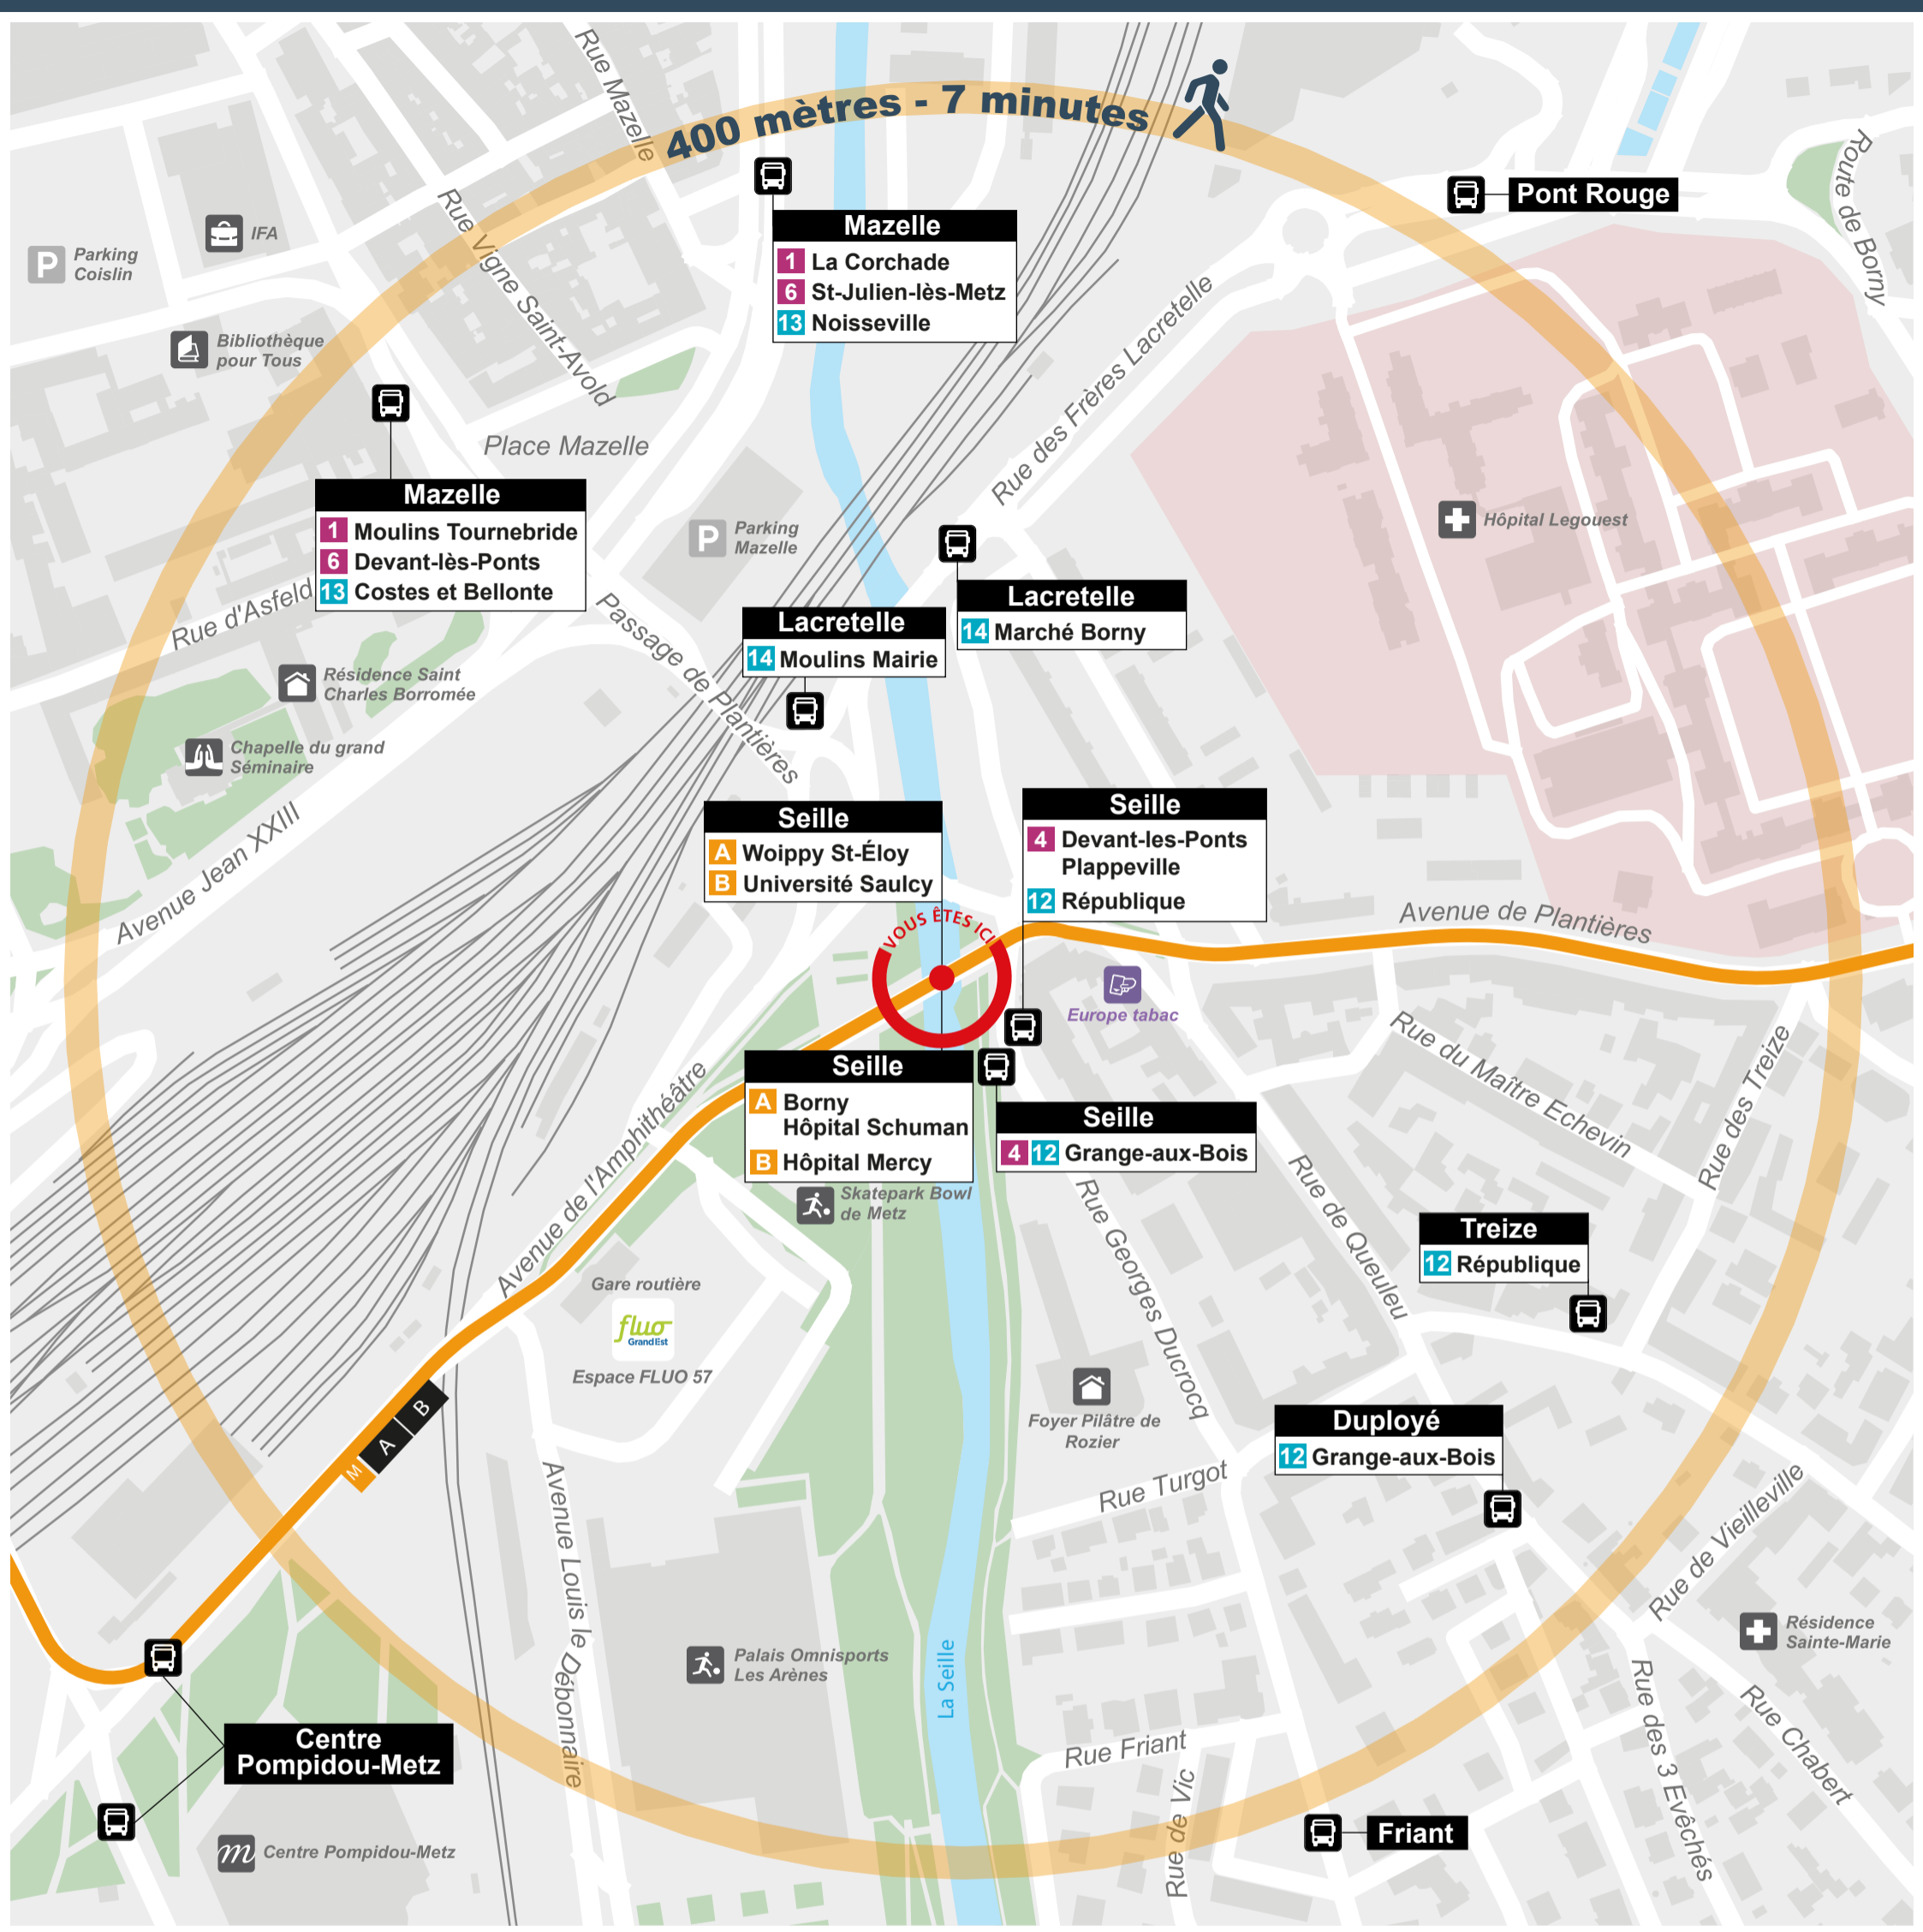 400 mètres - 7 minutes
Rue Mazelle
Rue Vigne Saint-Avold
Route de Borny
Pont Rouge
IFA
Parking
Coislin
Mazelle
1 La Corchade
6 St-Julien-lès-Metz
13 Noisseville
Bibliothèque
pour Tous
Rue des Frères Lacretelle
Place Mazelle
Mazelle
1 Moulins Tournebride
6 Devant-lès-Ponts
13 Costes et Bellonte
P Parking
Mazelle
Hôpital Legouest
Rue d'Asfeld
Passage de Plantières
Lacretelle
14 Marché Borny
Lacretelle
14 Moulins Mairie
Résidence Saint
Charles Borromée
Chapelle du grand
Séminaire
Avenue Jean XXIII
Seille
A Woippy St-Éloy
B Université Saulcy
Seille
4 Devant-les-Ponts
Plappeville
12 République
VOUS ÊTES ICI
Avenue de Plantières
Europe tabac
Rue du Maître Echevin
Rue des Treize
Avenue de l'Amphithéâtre
Seille
A Borny
Hôpital Schuman
B Hôpital Mercy
Seille
4 12 Grange-aux-Bois
Skatepark Bowl
de Metz
Rue Georges Ducrocq
Rue de Queuleu
Treize
12 République
Gare routière
fluo
Grand Est
Espace FLUO 57
M A B
Foyer Pilâtre de
Rozier
Duployé
12 Grange-aux-Bois
Rue Turgot
Avenue Louis le Débonnaire
Rue de Vieilleville
Résidence
Sainte-Marie
Palais Omnisports
Les Arènes
La Seille
Rue des 3 Evêchés
Rue Chabert
Centre
Pompidou-Metz
Rue Friant
Rue de Vic
Friant
m Centre Pompidou-Metz